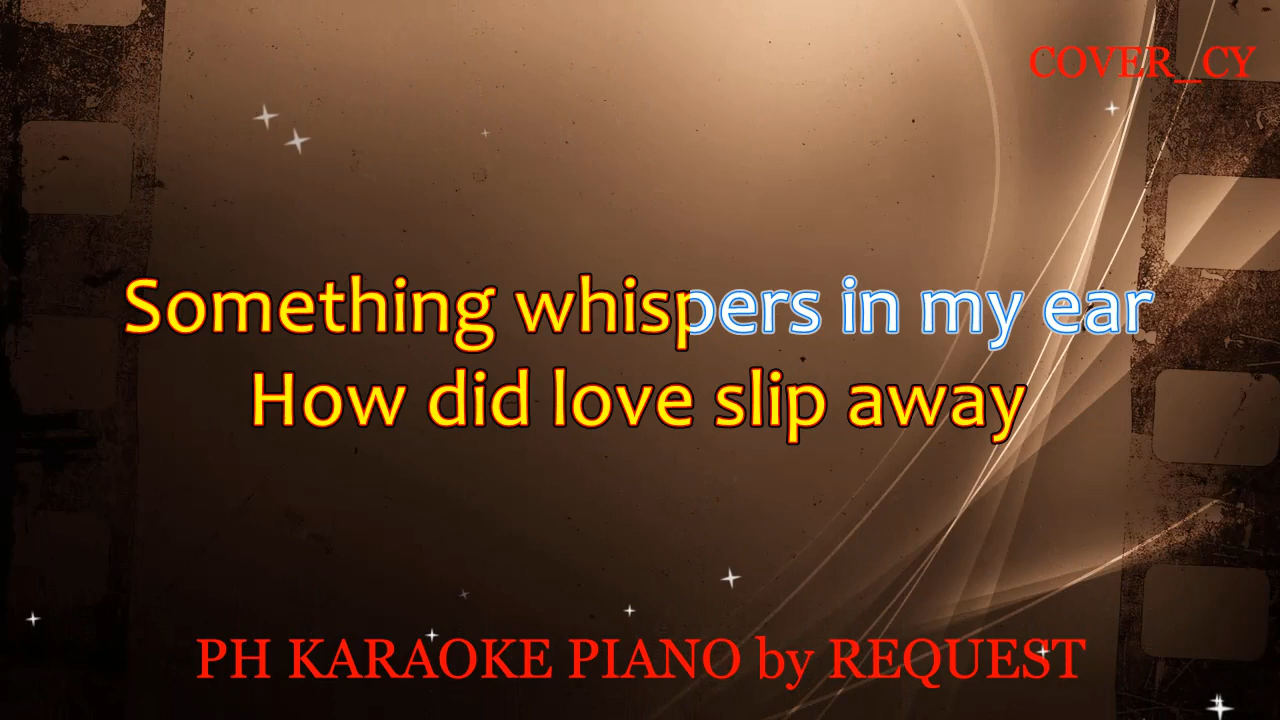 COVER_CY
Something whispers in my ear
How did love slip away
PH KARAOKE PIANO by REQUEST